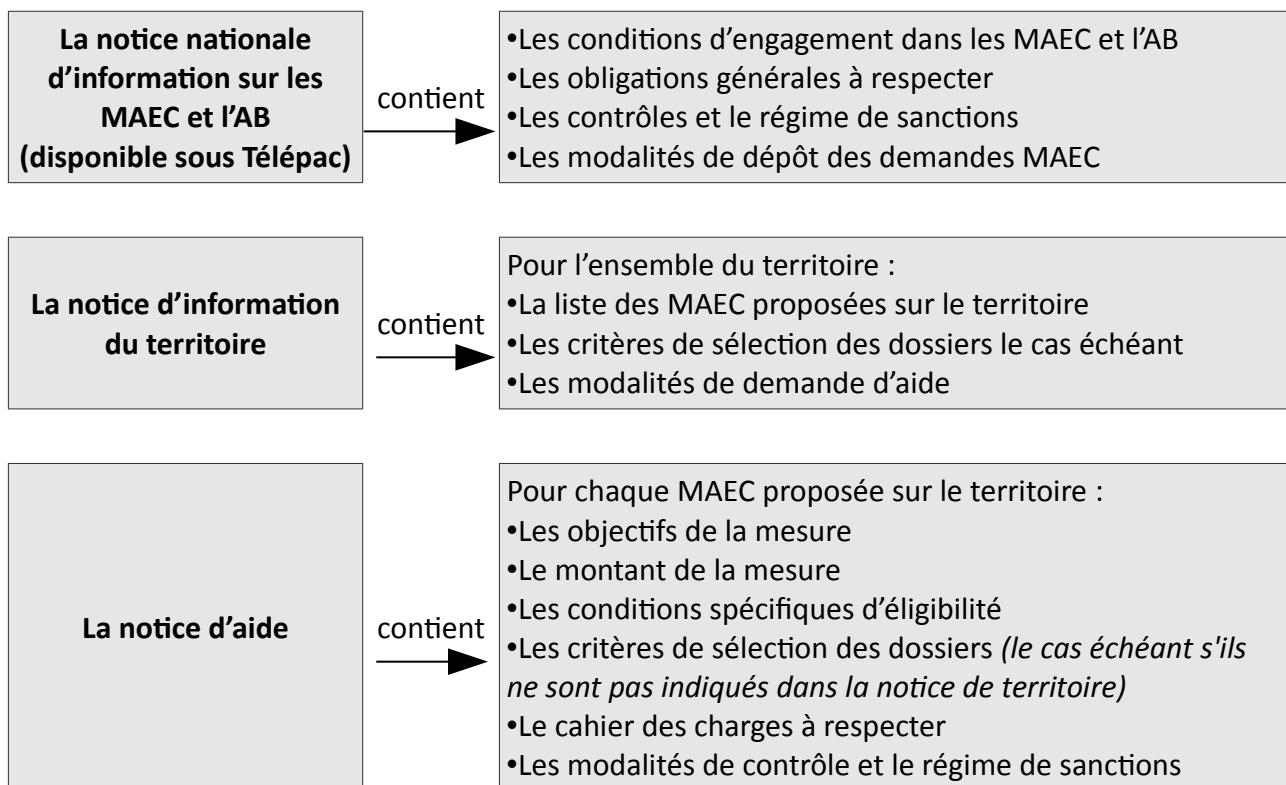 La notice nationale
d'information sur les
MAEC et l'AB
(disponible sous Télépac)
contient
•Les conditions d'engagement dans les MAEC et l'AB
•Les obligations générales à respecter
•Les contrôles et le régime de sanctions
•Les modalités de dépôt des demandes MAEC
La notice d'information
du territoire
contient
Pour l'ensemble du territoire :
•La liste des MAEC proposées sur le territoire
•Les critères de sélection des dossiers le cas échéant
•Les modalités de demande d'aide
La notice d'aide
contient
Pour chaque MAEC proposée sur le territoire :
•Les objectifs de la mesure
•Le montant de la mesure
•Les conditions spécifiques d'éligibilité
•Les critères de sélection des dossiers (le cas échéant s'ils
ne sont pas indiqués dans la notice de territoire)
•Le cahier des charges à respecter
•Les modalités de contrôle et le régime de sanctions